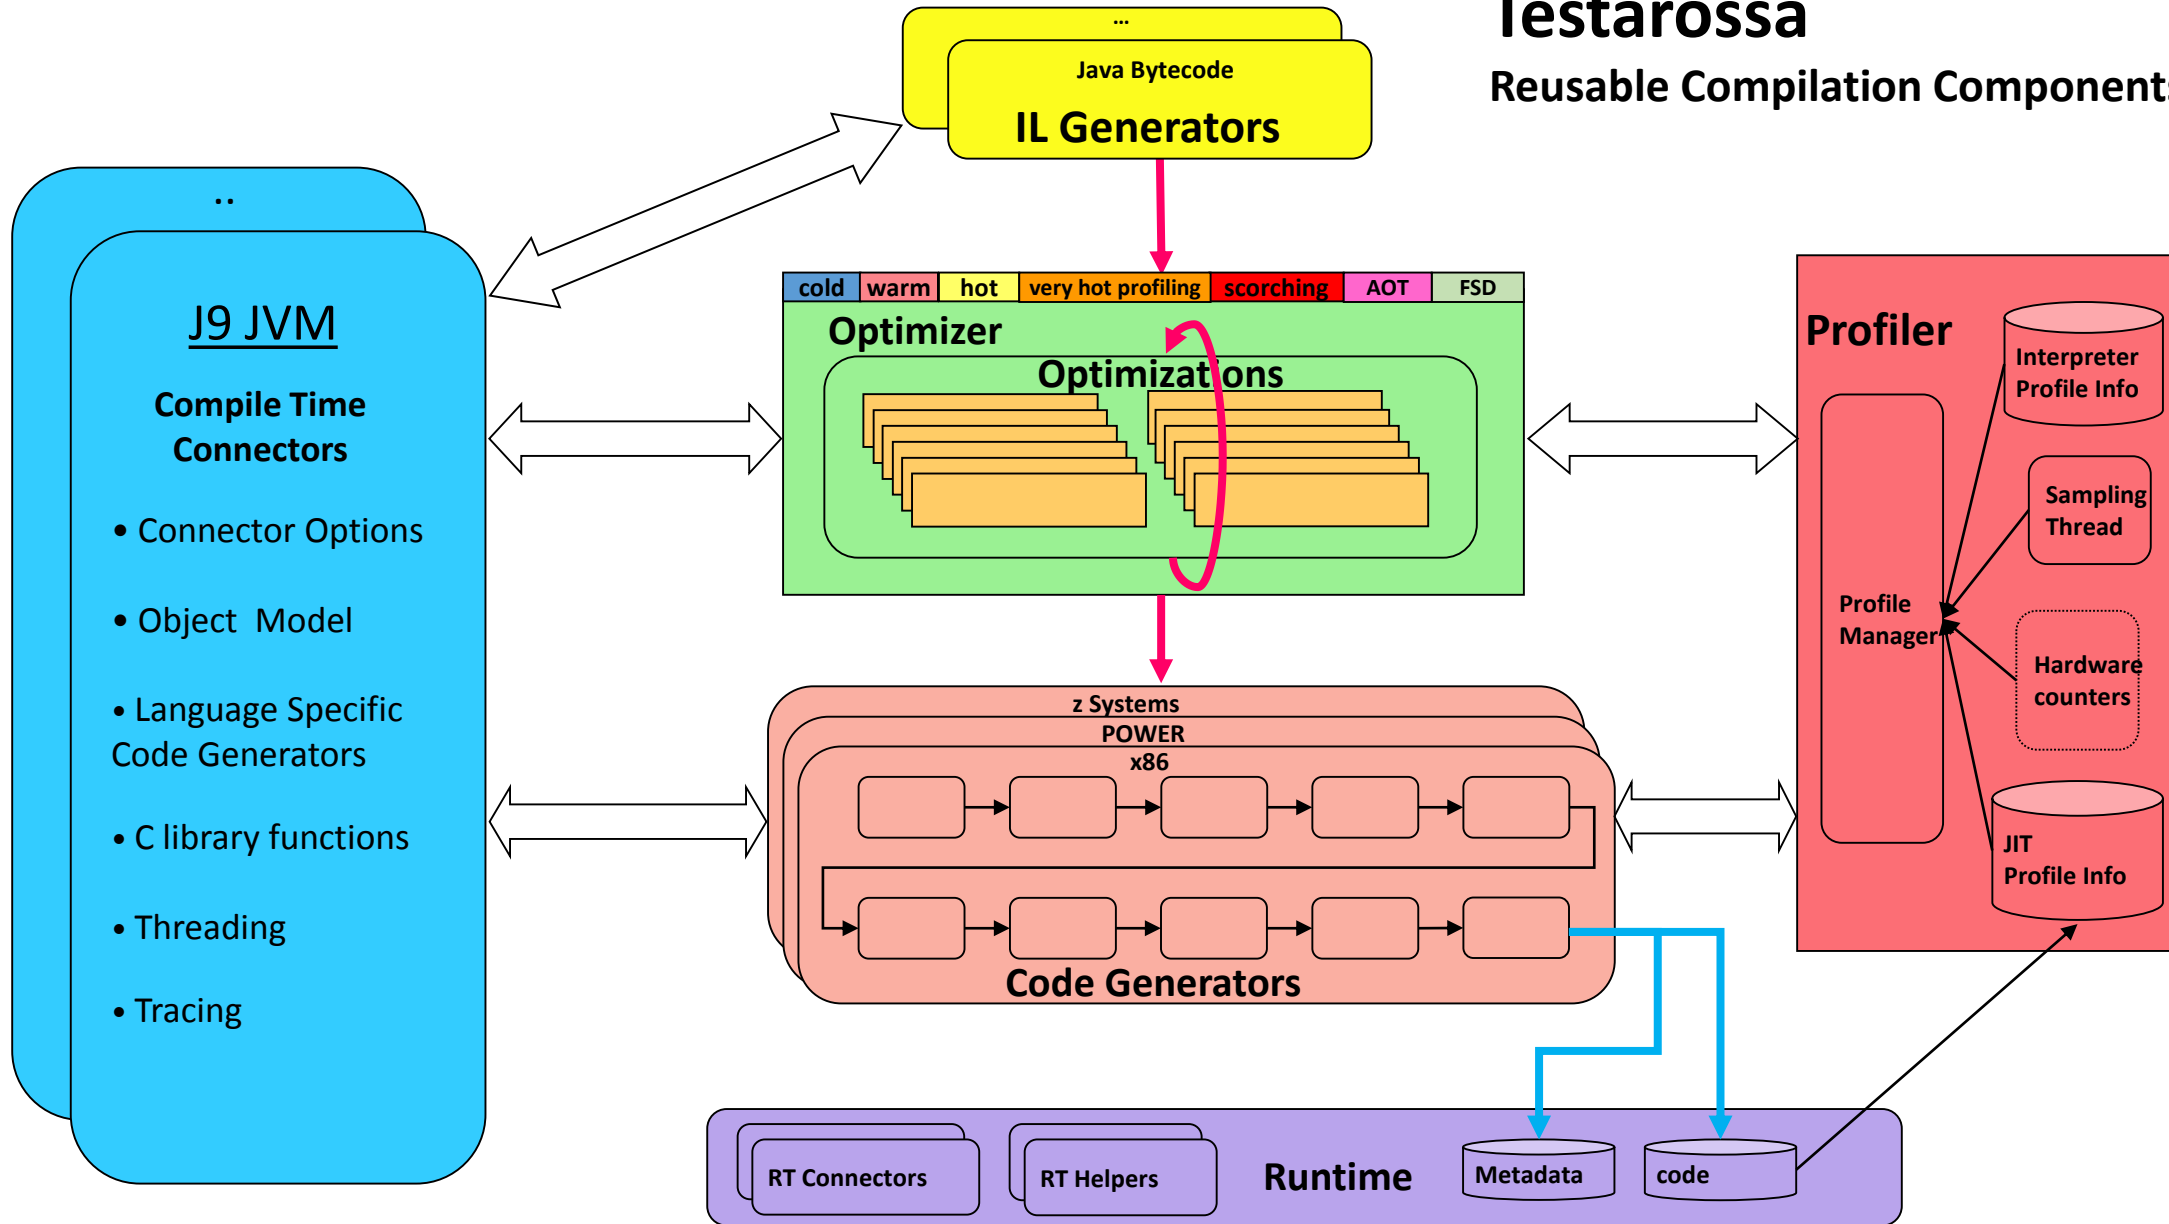 Testarossa
Reusable Compilation Components
...
Java Bytecode
IL Generators
..
J9 JVM
Compile Time
Connectors
• Connector Options
• Object Model
• Language Specific
Code Generators
• C library functions
• Threading
• Tracing
cold warm hot very hot profiling scorching AOT FSD
Optimizer
Optimizations
z Systems
POWER
x86
Code Generators
Profiler
Interpreter
Profile Info
Sampling
Thread
Profile
Manager
Hardware
counters
JIT
Profile Info
RT Connectors
RT Helpers
Runtime
Metadata
code